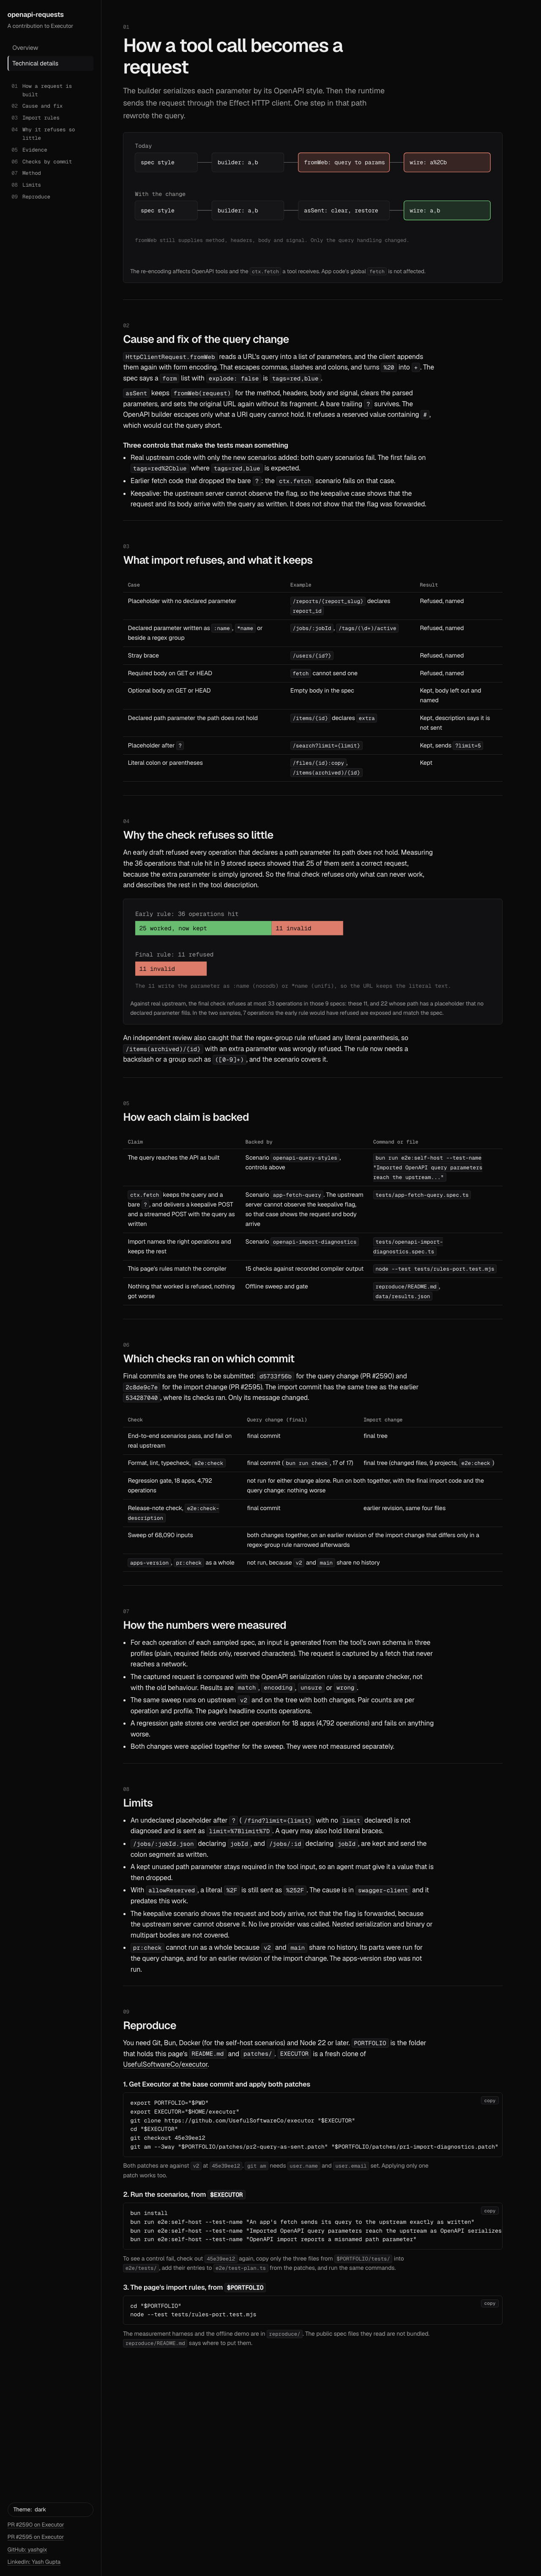 openapi-requests
A contribution to Executor
Overview
Technical details
01 How a request is
built
02 Cause and fix
03 Import rules
04 Why it refuses so
little
05 Evidence
06 Checks by commit
07 Method
08 Limits
09 Reproduce
01
How a tool call becomes a
request
The builder serializes each parameter by its OpenAPI style. Then the runtime
sends the request through the Effect HTTP client. One step in that path
rewrote the query.
Today
spec style
builder: a,b
fromWeb: query to params
wire: a%2Cb
With the change
spec style
builder: a,b
asSent: clear, restore
wire: a,b
fromWeb still supplies method, headers, body and signal. Only the query handling changed.
The re-encoding affects OpenAPI tools and the ctx.fetch a tool receives. App code's global fetch is not affected.
02
Cause and fix of the query change
HttpClientRequest.fromWeb reads a URL's query into a list of parameters, and the client appends
them again with form encoding. That escapes commas, slashes and colons, and turns %20 into +. The
spec says a form list with explode: false is tags=red,blue.
asSent keeps fromWeb(request) for the method, headers, body and signal, clears the parsed
parameters, and sets the original URL again without its fragment. A bare trailing ? survives. The
OpenAPI builder escapes only what a URI query cannot hold. It refuses a reserved value containing #,
which would cut the query short.
Three controls that make the tests mean something
• Real upstream code with only the new scenarios added: both query scenarios fail. The first fails on
tags=red%2Cblue where tags=red,blue is expected.
• Earlier fetch code that dropped the bare ?: the ctx.fetch scenario fails on that case.
• Keepalive: the upstream server cannot observe the flag, so the keepalive case shows that the
request and its body arrive with the query as written. It does not show that the flag was forwarded.
03
What import refuses, and what it keeps
Case Example Result
Placeholder with no declared parameter /reports/{report_slug} declares report_id Refused, named
Declared parameter written as :name, *name or beside a regex group /jobs/:jobId, /tags/(\d+)/active Refused, named
Stray brace /users/{id?} Refused, named
Required body on GET or HEAD fetch cannot send one Refused, named
Optional body on GET or HEAD Empty body in the spec Kept, body left out and named
Declared path parameter the path does not hold /items/{id} declares extra Kept, description says it is not sent
Placeholder after ? /search?limit={limit} Kept, sends ?limit=5
Literal colon or parentheses /files/{id}:copy, /items(archived)/{id} Kept
04
Why the check refuses so little
An early draft refused every operation that declares a path parameter its path does not hold. Measuring
the 36 operations that rule hit in 9 stored specs showed that 25 of them sent a correct request,
because the extra parameter is simply ignored. So the final check refuses only what can never work,
and describes the rest in the tool description.
Early rule: 36 operations hit
25 worked, now kept
11 invalid
Final rule: 11 refused
11 invalid
The 11 write the parameter as :name (nocodb) or *name (unifi), so the URL keeps the literal text.
Against real upstream, the final check refuses at most 33 operations in those 9 specs: these 11, and 22 whose path has a placeholder that no
declared parameter fills. In the two samples, 7 operations the early rule would have refused are exposed and match the spec.
An independent review also caught that the regex-group rule refused any literal parenthesis, so
/items(archived)/{id} with an extra parameter was wrongly refused. The rule now needs a
backslash or a group such as ([0-9]+), and the scenario covers it.
05
How each claim is backed
Claim Backed by Command or file
The query reaches the API as built Scenario openapi-query-styles, controls above bun run e2e:self-host --test-name "Imported OpenAPI query parameters reach the upstream..."
ctx.fetch keeps the query and a bare ?, and delivers a keepalive POST and a streamed POST with the query as written Scenario app-fetch-query. The upstream server cannot observe the keepalive flag, so that case shows the request and body arrive tests/app-fetch-query.spec.ts
Import names the right operations and keeps the rest Scenario openapi-import-diagnostics tests/openapi-import-diagnostics.spec.ts
This page's rules match the compiler 15 checks against recorded compiler output node --test tests/rules-port.test.mjs
Nothing that worked is refused, nothing got worse Offline sweep and gate reproduce/README.md, data/results.json
06
Which checks ran on which commit
Final commits are the ones to be submitted: d5733f56b for the query change (PR #2590) and
2c8de9c7e for the import change (PR #2595). The import commit has the same tree as the earlier
534287040, where its checks ran. Only its message changed.
Check Query change (final) Import change
End-to-end scenarios pass, and fail on real upstream final commit final tree
Format, lint, typecheck, e2e:check final commit (bun run check, 17 of 17) final tree (changed files, 9 projects, e2e:check)
Regression gate, 18 apps, 4,792 operations not run for either change alone. Run on both together, with the final import code and the query change: nothing worse
Release-note check, e2e:check-description final commit earlier revision, same four files
Sweep of 68,090 inputs both changes together, on an earlier revision of the import change that differs only in a regex-group rule narrowed afterwards
apps-version, pr:check as a whole not run, because v2 and main share no history
07
How the numbers were measured
• For each operation of each sampled spec, an input is generated from the tool's own schema in three
profiles (plain, required fields only, reserved characters). The request is captured by a fetch that never
reaches a network.
• The captured request is compared with the OpenAPI serialization rules by a separate checker, not
with the old behaviour. Results are match, encoding, unsure or wrong.
• The same sweep runs on upstream v2 and on the tree with both changes. Pair counts are per
operation and profile. The page's headline counts operations.
• A regression gate stores one verdict per operation for 18 apps (4,792 operations) and fails on anything
worse.
• Both changes were applied together for the sweep. They were not measured separately.
08
Limits
• An undeclared placeholder after ? (/find?limit={limit} with no limit declared) is not
diagnosed and is sent as limit=%7Blimit%7D. A query may also hold literal braces.
• /jobs/:jobId.json declaring jobId, and /jobs/:id declaring jobId, are kept and send the
colon segment as written.
• A kept unused path parameter stays required in the tool input, so an agent must give it a value that is
then dropped.
• With allowReserved, a literal %2F is still sent as %252F. The cause is in swagger-client and it
predates this work.
• The keepalive scenario shows the request and body arrive, not that the flag is forwarded, because
the upstream server cannot observe it. No live provider was called. Nested serialization and binary or
multipart bodies are not covered.
• pr:check cannot run as a whole because v2 and main share no history. Its parts were run for
the query change, and for an earlier revision of the import change. The apps-version step was not
run.
09
Reproduce
You need Git, Bun, Docker (for the self-host scenarios) and Node 22 or later. PORTFOLIO is the folder
that holds this page's README.md and patches/. EXECUTOR is a fresh clone of
UsefulSoftwareCo/executor.
1. Get Executor at the base commit and apply both patches
copy
export PORTFOLIO="$PWD"
export EXECUTOR="$HOME/executor"
git clone https://github.com/UsefulSoftwareCo/executor "$EXECUTOR"
cd "$EXECUTOR"
git checkout 45e39ee12
git am --3way "$PORTFOLIO/patches/pr2-query-as-sent.patch" "$PORTFOLIO/patches/pr1-import-diagnostics.patch"
Both patches are against v2 at 45e39ee12. git am needs user.name and user.email set. Applying only one
patch works too.
2. Run the scenarios, from $EXECUTOR
copy
bun install
bun run e2e:self-host --test-name "An app's fetch sends its query to the upstream exactly as written"
bun run e2e:self-host --test-name "Imported OpenAPI query parameters reach the upstream as OpenAPI serializes
bun run e2e:self-host --test-name "OpenAPI import reports a misnamed path parameter"
To see a control fail, check out 45e39ee12 again, copy only the three files from $PORTFOLIO/tests/ into
e2e/tests/, add their entries to e2e/test-plan.ts from the patches, and run the same commands.
3. The page's import rules, from $PORTFOLIO
copy
cd "$PORTFOLIO"
node --test tests/rules-port.test.mjs
The measurement harness and the offline demo are in reproduce/. The public spec files they read are not bundled.
reproduce/README.md says where to put them.
Theme: dark
PR #2590 on Executor
PR #2595 on Executor
GitHub: yashgix
LinkedIn: Yash Gupta